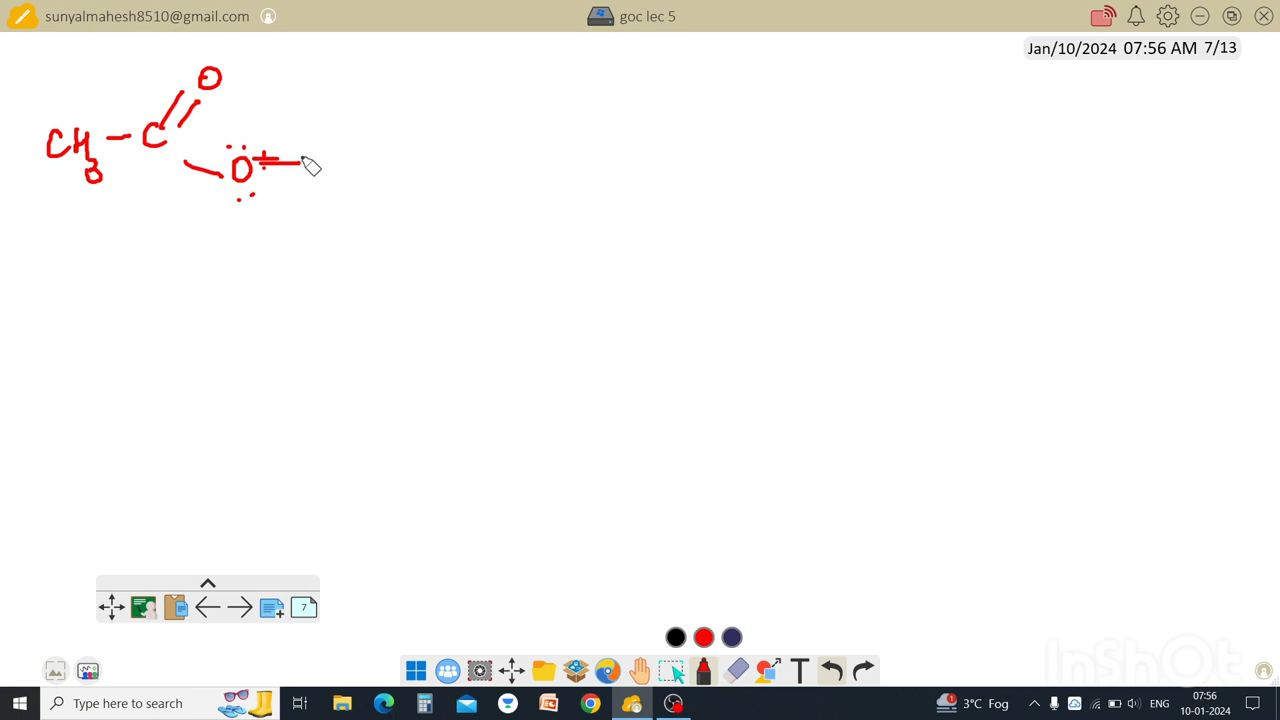 sunyalmahesh8510@gmail.com
goc lec 5
Jan/10/2024 07:56 AM 7/13
O
CH3 - C
O
7
T
InShOt
Type here to search
1
3°C Fog
ENG
07:56
10-01-2024